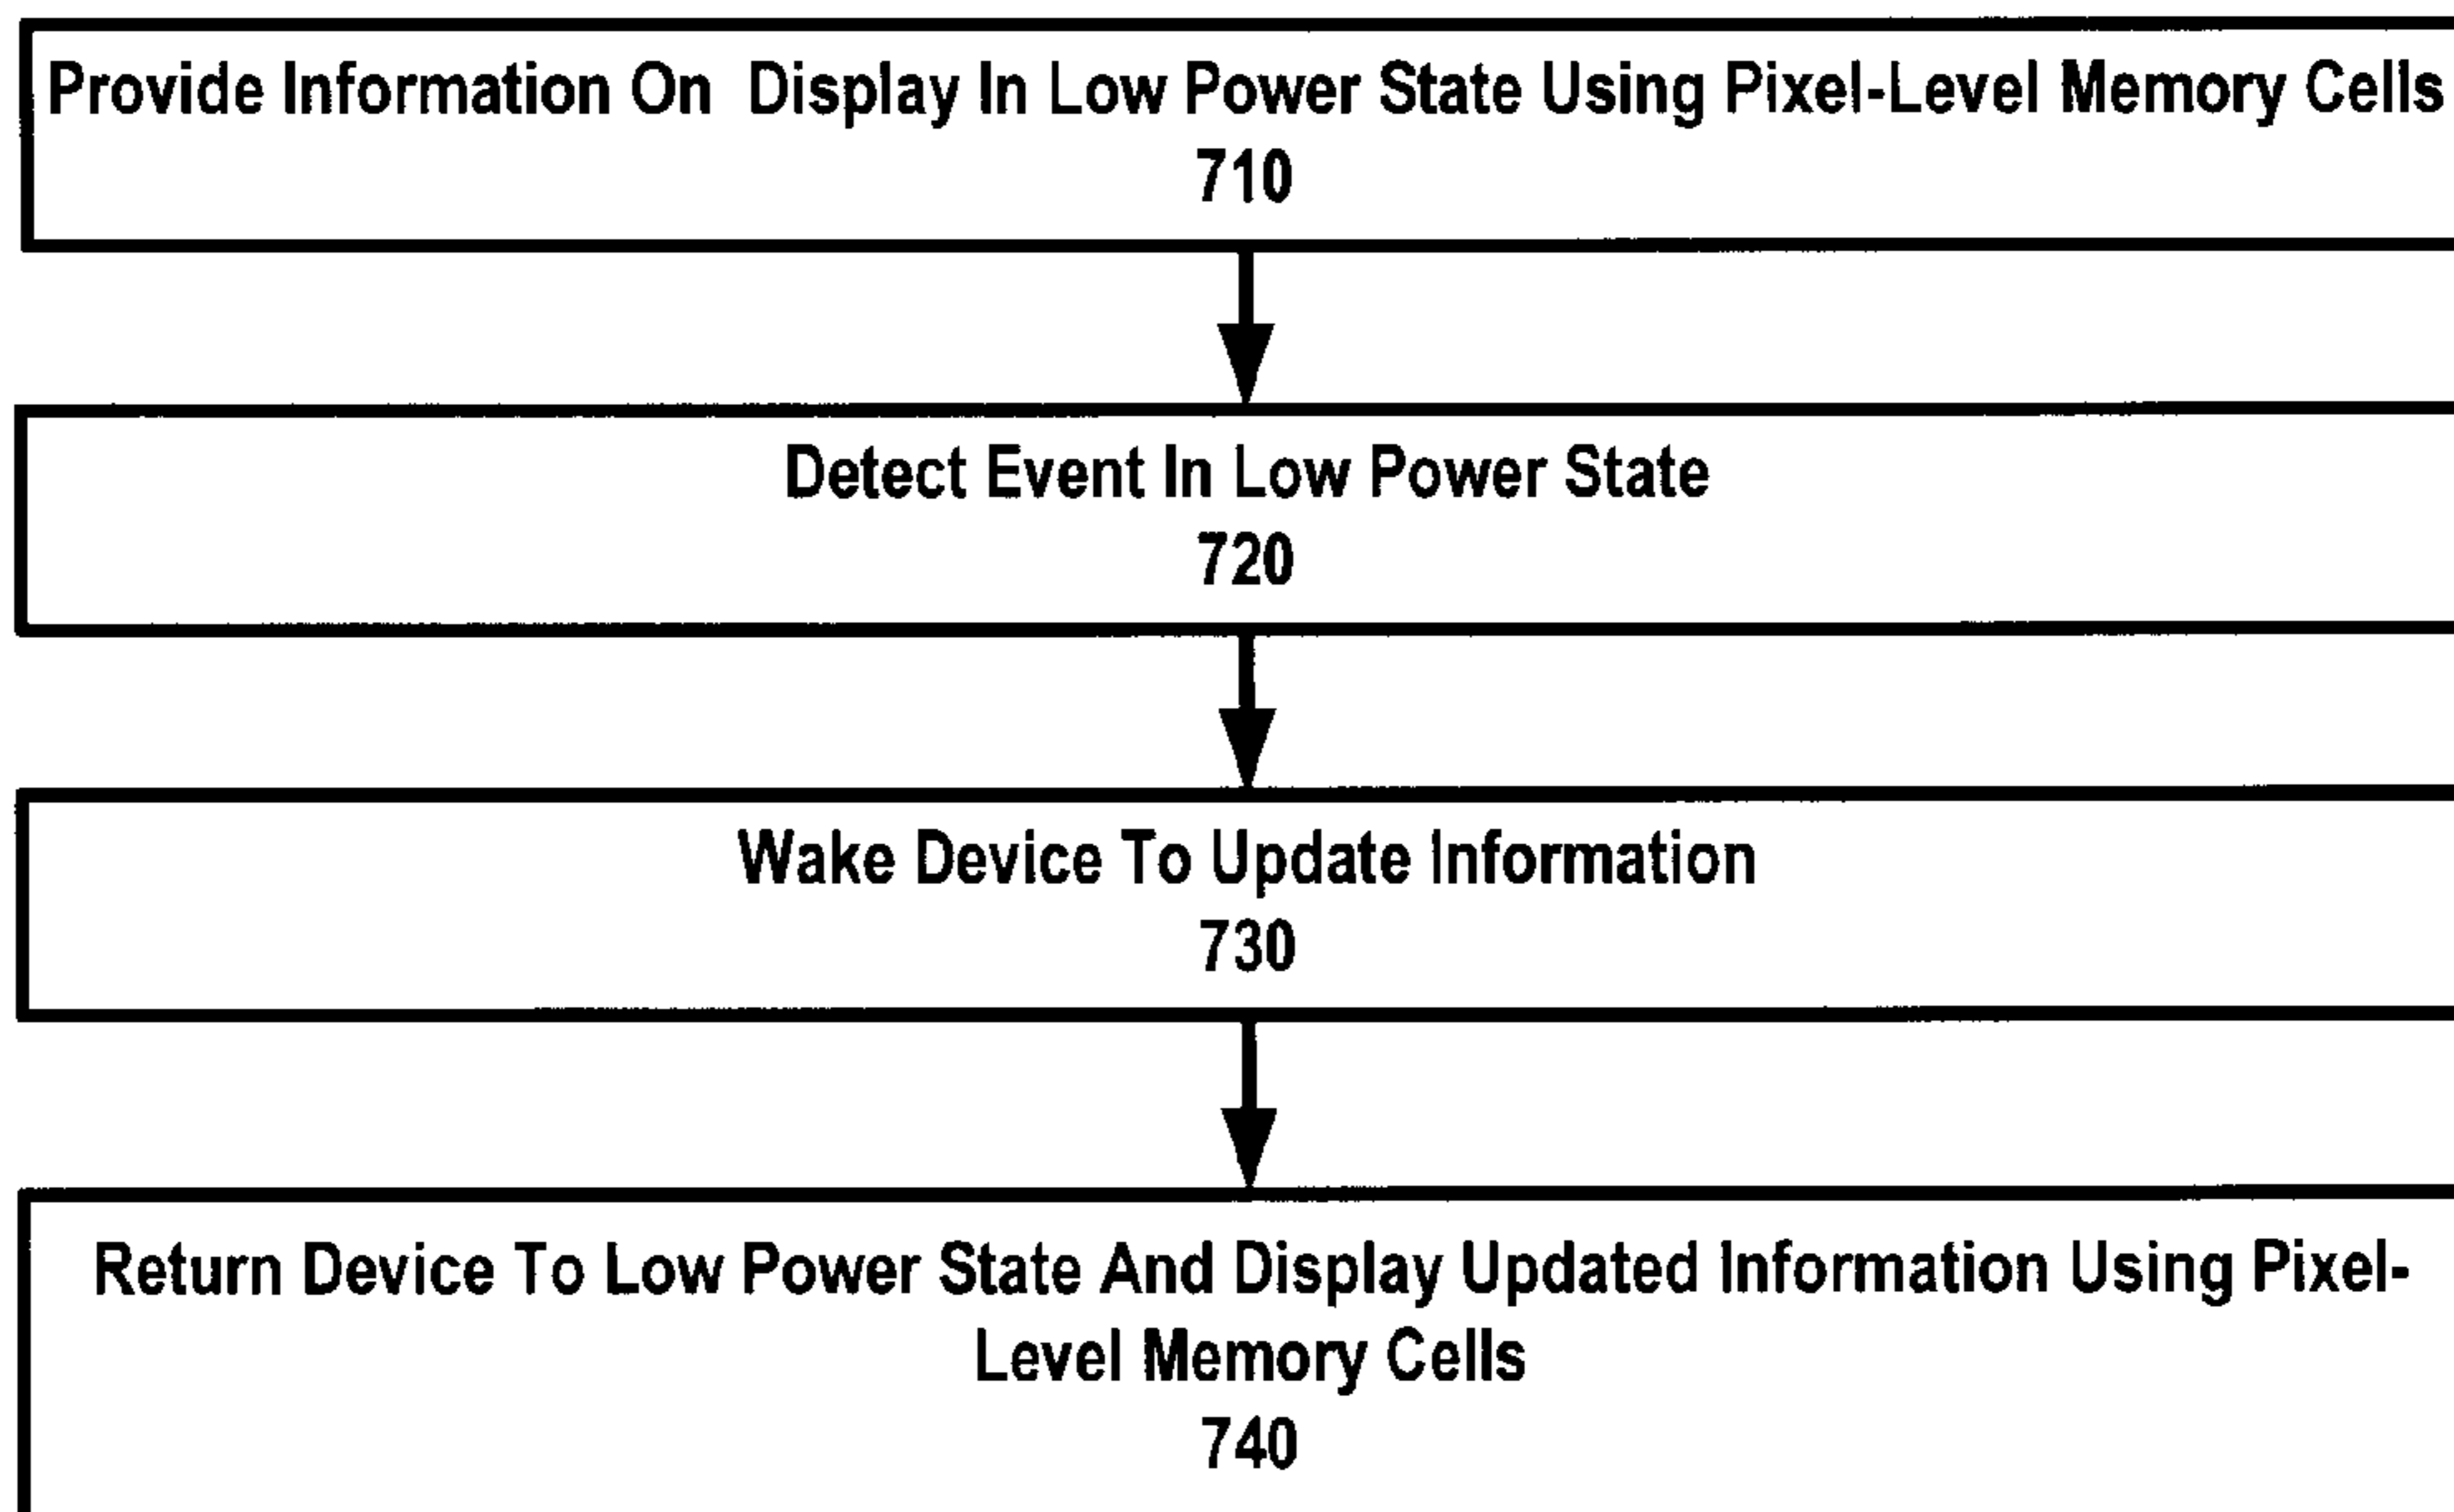 Provide Information On Display In Low Power State Using Pixel-Level Memory Cells
710
Detect Event In Low Power State
720
Wake Device To Update Information
730
Return Device To Low Power State And Display Updated Information Using Pixel-
Level Memory Cells
740